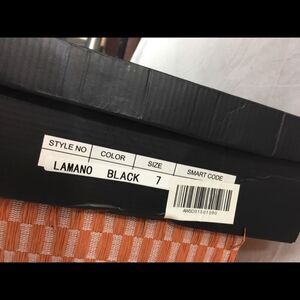 STYLE NO COLOR SIZE SMART CODE
LAMANO BLACK 7